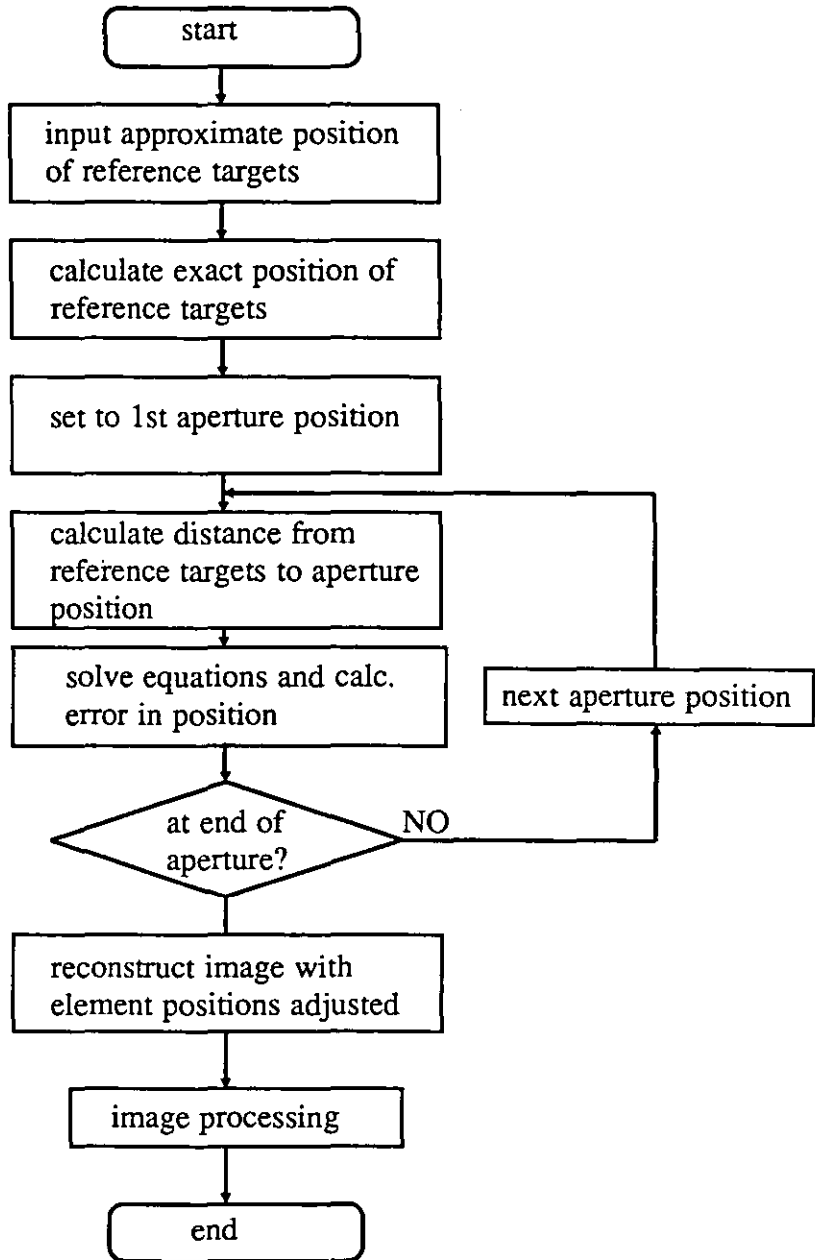 start
input approximate position
of reference targets
calculate exact position of
reference targets
set to 1st aperture position
calculate distance from
reference targets to aperture
position
solve equations and calc.
error in position
next aperture position
at end of
aperture?
NO
reconstruct image with
element positions adjusted
image processing
end